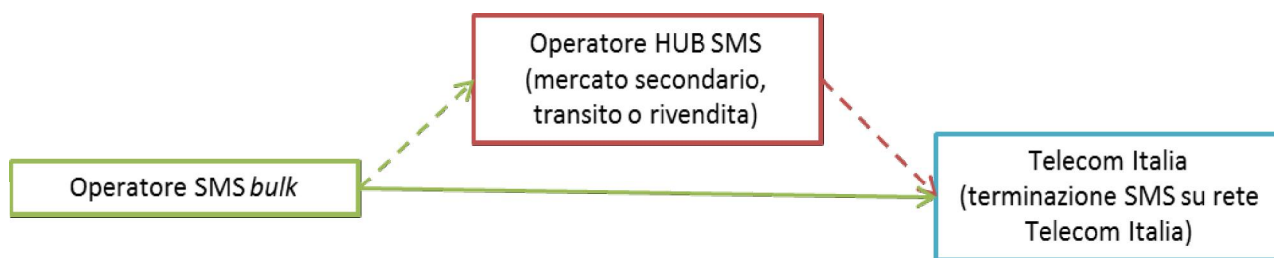 Operatore HUB SMS
(mercato secondario,
transito o rivendita)
Operatore SMS bulk
Telecom Italia
(terminazione SMS su rete
Telecom Italia)